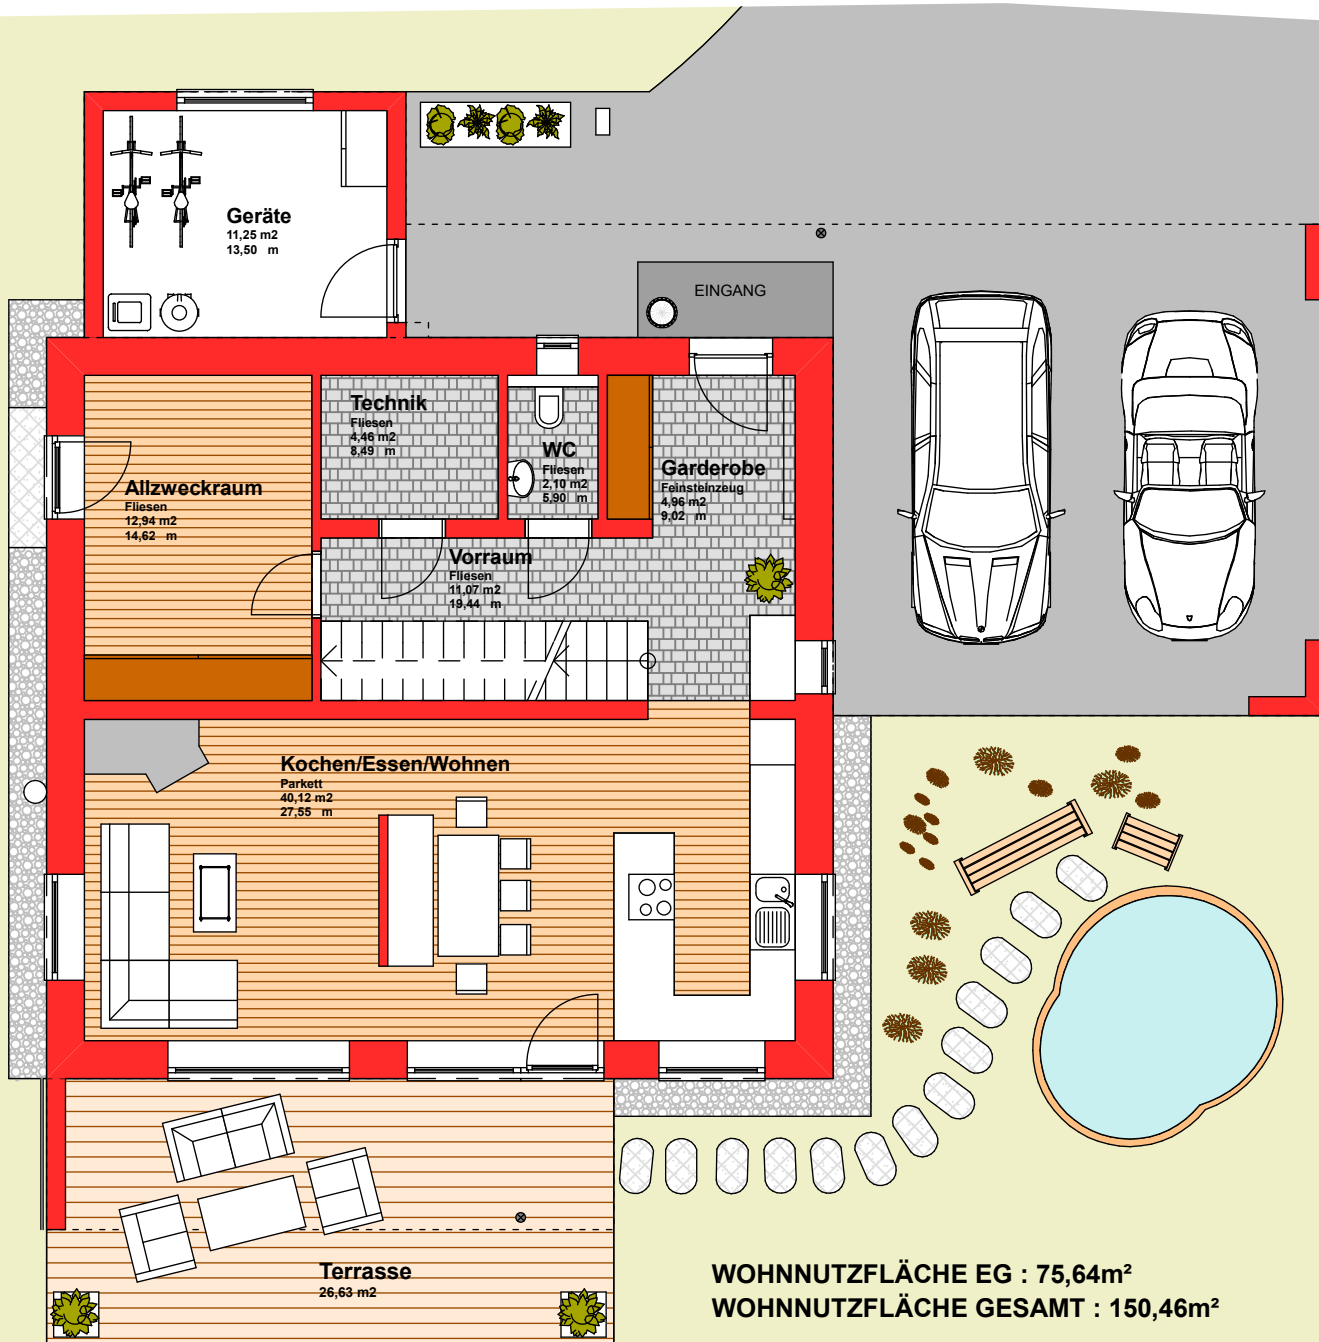 Geräte
11,25 m2
13,50 m
EINGANG
Technik
Fliesen
4,46 m2
8,49 m
WC
Fliesen
2,10 m2
5,90 m
Garderobe
Feinsteinzeug
4,96 m2
9,02 m
Allzweckraum
Fliesen
12,94 m2
14,62 m
Vorraum
Fliesen
11,07 m2
19,44 m
Kochen/Essen/Wohnen
Parkett
40,12 m2
27,55 m
Terrasse
26,63 m2
WOHNNUTZFLÄCHE EG : 75,64m²
WOHNNUTZFLÄCHE GESAMT : 150,46m²